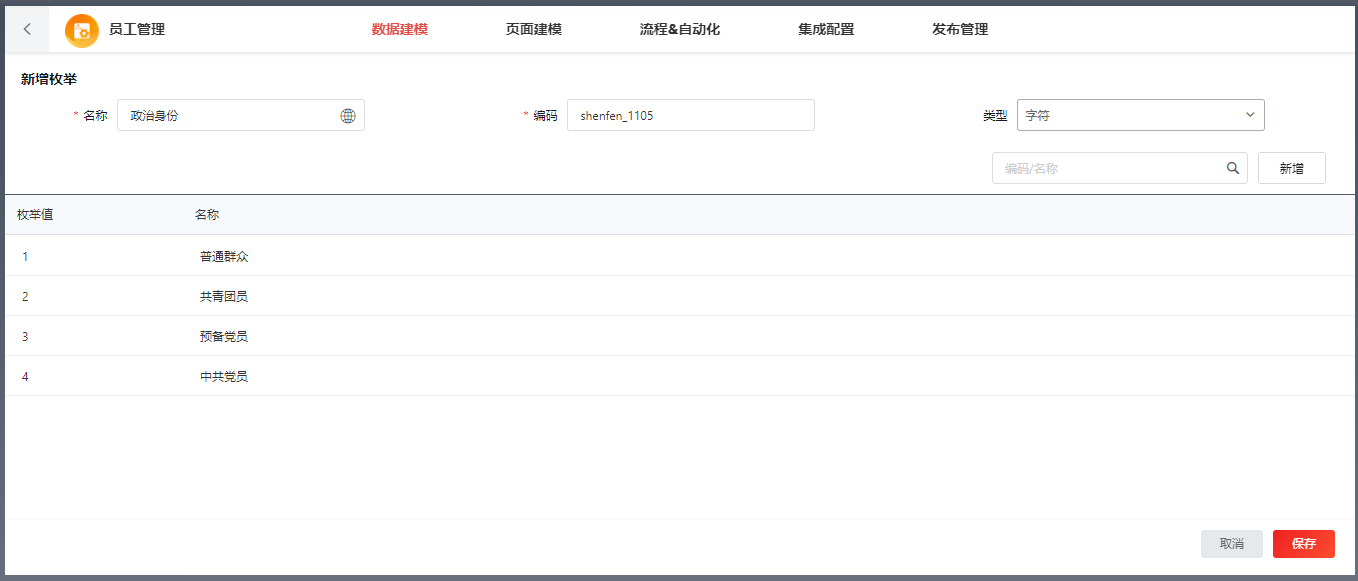 员工管理 数据建模 页面建模 流程&自动化 集成配置 发布管理
新增枚举
* 名称 政治身份 * 编码 shenfen_1105 类型 字符
编码/名称 新增
枚举值 名称
1 普通群众
2 共青团员
3 预备党员
4 中共党员
取消 保存